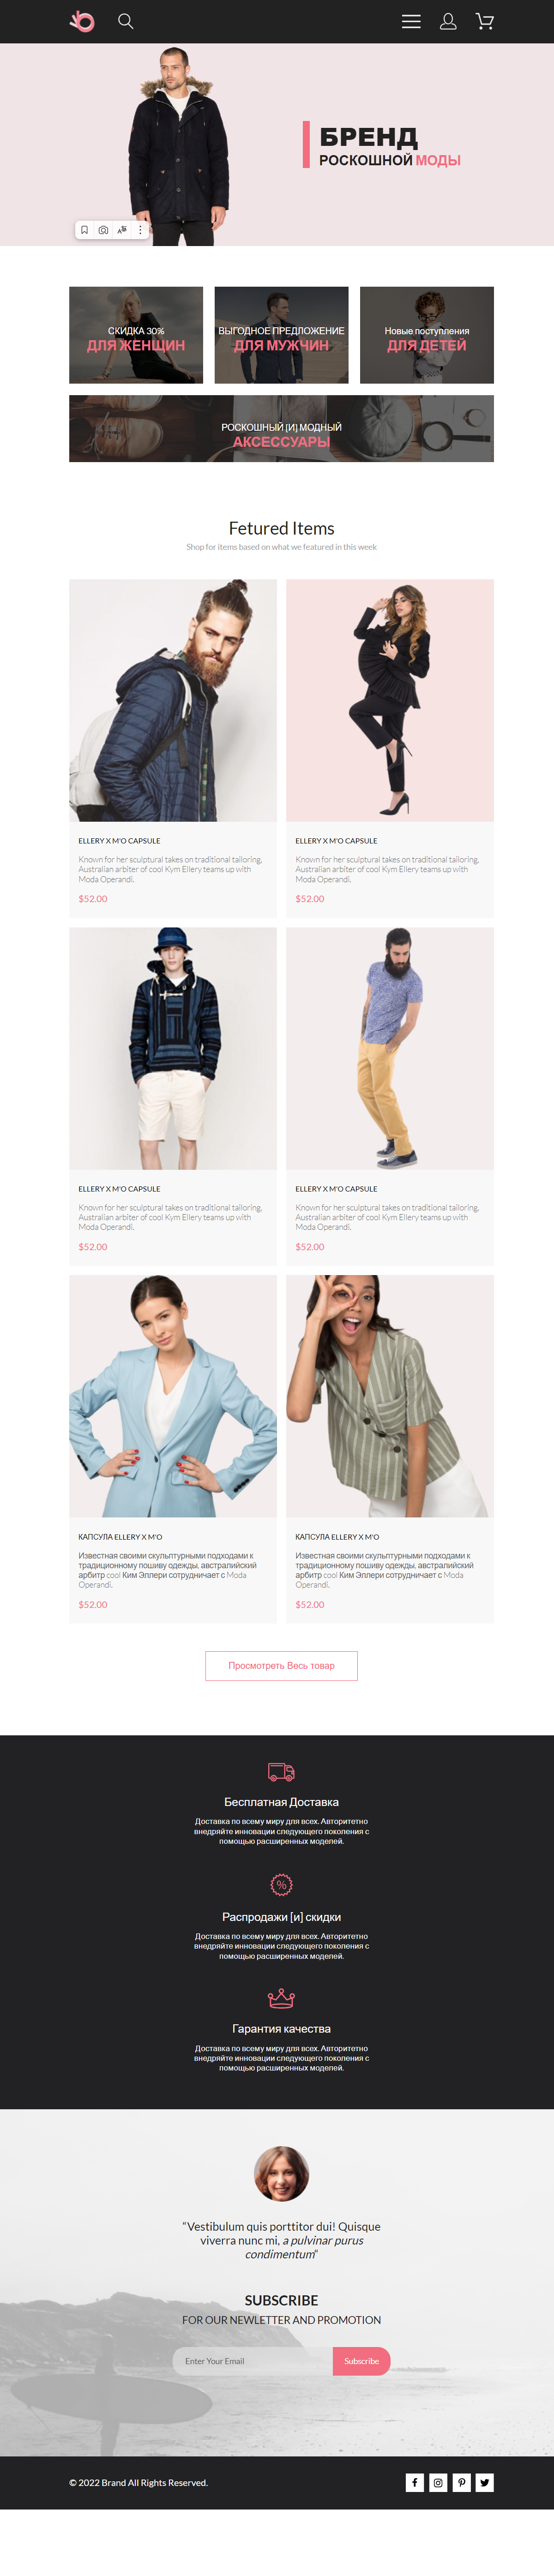 БРЕНД
РОСКОШНОЙ МОДЫ
СКИДКА 30%
ДЛЯ ЖЕНЩИН
ВЫГОДНОЕ ПРЕДЛОЖЕНИЕ
ДЛЯ МУЖЧИН
Новые поступления
ДЛЯ ДЕТЕЙ
РОСКОШНЫЙ [И] МОДНЫЙ
АКСЕССУАРЫ
Fetured Items
Shop for items based on what we featured in this week
ELLERY X M'O CAPSULE
Known for her sculptural takes on traditional tailoring,
Australian arbiter of cool Kym Ellery teams up with
Moda Operandi.
$52.00
ELLERY X M'O CAPSULE
Known for her sculptural takes on traditional tailoring,
Australian arbiter of cool Kym Ellery teams up with
Moda Operandi.
$52.00
ELLERY X M'O CAPSULE
Known for her sculptural takes on traditional tailoring,
Australian arbiter of cool Kym Ellery teams up with
Moda Operandi.
$52.00
ELLERY X M'O CAPSULE
Known for her sculptural takes on traditional tailoring,
Australian arbiter of cool Kym Ellery teams up with
Moda Operandi.
$52.00
КАПСУЛА ELLERY X M'O
Известная своими скульптурными подходами к
традиционному пошиву одежды, австралийский
арбитр cool Ким Эллери сотрудничает с Moda
Operandi.
$52.00
КАПСУЛА ELLERY X M'O
Известная своими скульптурными подходами к
традиционному пошиву одежды, австралийский
арбитр cool Ким Эллери сотрудничает с Moda
Operandi.
$52.00
Просмотреть Весь товар
Бесплатная Доставка
Доставка по всему миру для всех. Авторитетно
внедряйте инновации следующего поколения с
помощью расширенных моделей.
%
Распродажи [и] скидки
Доставка по всему миру для всех. Авторитетно
внедряйте инновации следующего поколения с
помощью расширенных моделей.
Гарантия качества
Доставка по всему миру для всех. Авторитетно
внедряйте инновации следующего поколения с
помощью расширенных моделей.
“Vestibulum quis porttitor dui! Quisque
viverra nunc mi, a pulvinar purus
condimentum“
SUBSCRIBE
FOR OUR NEWLETTER AND PROMOTION
Enter Your Email
Subscribe
© 2022 Brand All Rights Reserved.